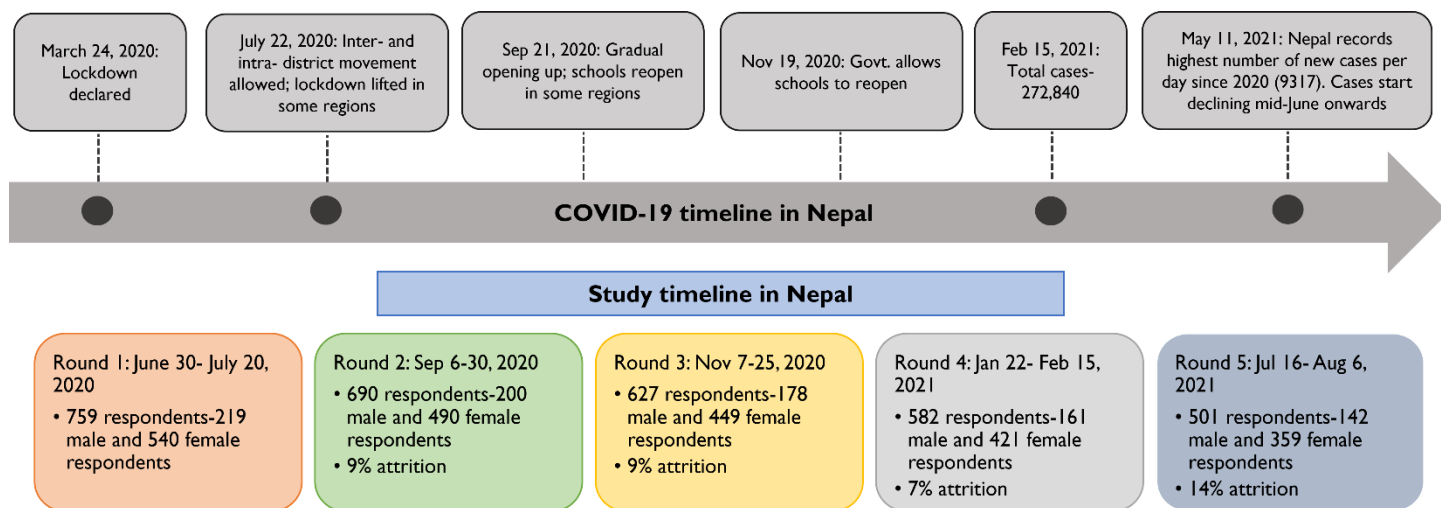 March 24, 2020:
Lockdown
declared
July 22, 2020: Inter- and
intra- district movement
allowed; lockdown lifted in
some regions
Sep 21, 2020: Gradual
opening up; schools reopen
in some regions
Nov 19, 2020: Govt. allows
schools to reopen
Feb 15, 2021:
Total cases-
272,840
May 11, 2021: Nepal records
highest number of new cases per
day since 2020 (9317). Cases start
declining mid-June onwards
COVID-19 timeline in Nepal
Study timeline in Nepal
Round 1: June 30- July 20,
2020
• 759 respondents-219
male and 540 female
respondents
Round 2: Sep 6-30, 2020
• 690 respondents-200
male and 490 female
respondents
• 9% attrition
Round 3: Nov 7-25, 2020
• 627 respondents-178
male and 449 female
respondents
• 9% attrition
Round 4: Jan 22- Feb 15,
2021
• 582 respondents-161
male and 421 female
respondents
• 7% attrition
Round 5: Jul 16- Aug 6,
2021
• 501 respondents-142
male and 359 female
respondents
• 14% attrition